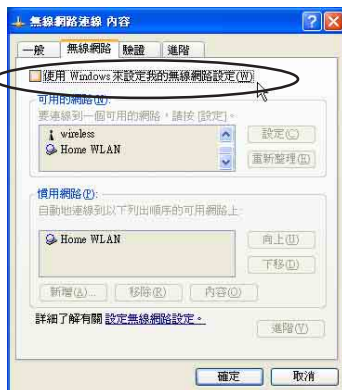 無線網路連線 內容
一般 無線網路 驗證 進階
使用 Windows 來設定我的無線網路設定(W)
可用的網路(N):
要連線到一個可用的網路，請按 [設定]。
wireless
Home WLAN
設定(C)
重新整理(R)
慣用網路(P):
自動地連線到以下列出順序的可用網路上:
Home WLAN
向上(U)
下移(D)
新增(A)... 移除(R) 內容(O)
詳細了解有關 設定無線網路設定。
進階(V)
確定 取消